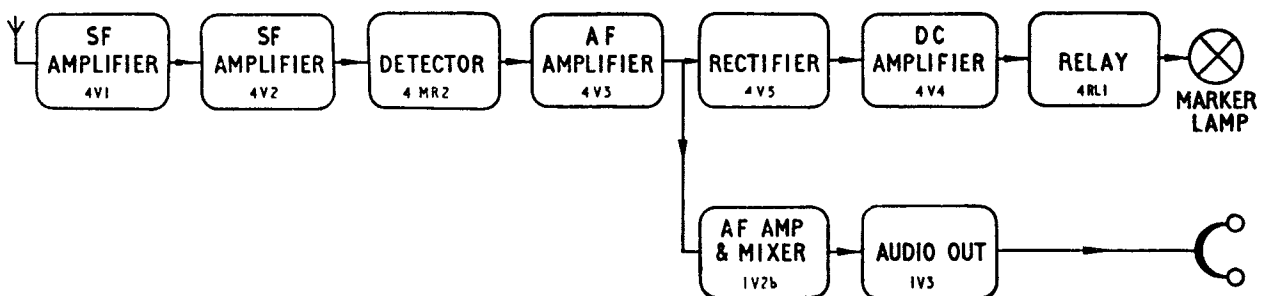 SF
AMPLIFIER
4V1
SF
AMPLIFIER
4V2
DETECTOR
4 MR2
AF
AMPLIFIER
4V3
RECTIFIER
4V5
DC
AMPLIFIER
4V4
RELAY
4RL1
MARKER
LAMP
AF AMP
& MIXER
1V2b
AUDIO OUT
1V3